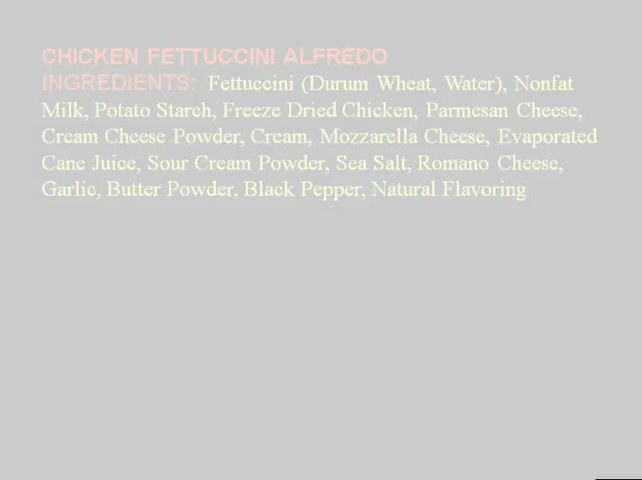 CHICKEN FETTUCCINI ALFREDO
INGREDIENTS: Fettuccini (Durum Wheat, Water), Nonfat
Milk, Potato Starch, Freeze Dried Chicken, Parmesan Cheese,
Cream Cheese Powder, Cream, Mozzarella Cheese, Evaporated
Cane Juice, Sour Cream Powder, Sea Salt, Romano Cheese,
Garlic, Butter Powder, Black Pepper, Natural Flavoring